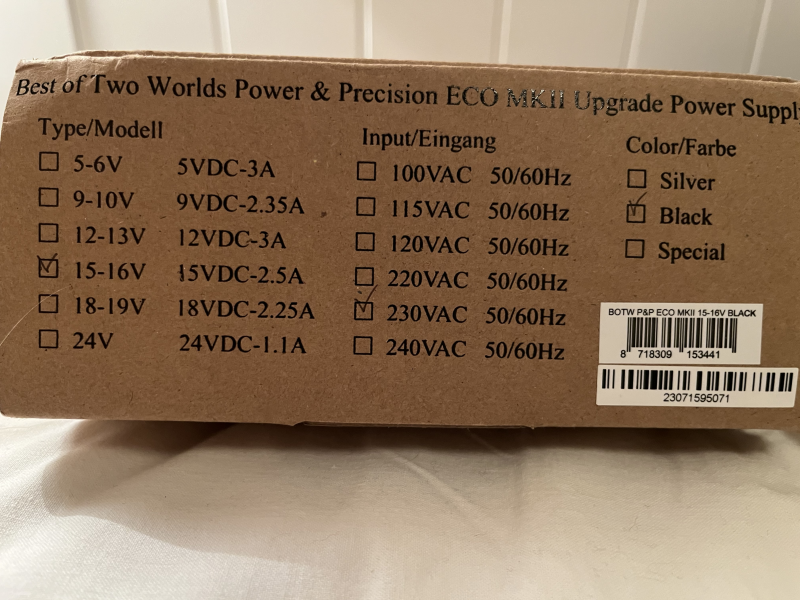 Best of Two Worlds Power & Precision ECO MKII Upgrade Power
Type/Modell
5-6V 5VDC-3A
9-10V 9VDC-2.35A
12-13V 12VDC-3A
15-16V 15VDC-2.5A
18-19V 18VDC-2.25A
24V 24VDC-1.1A
Input/Eingang
100VAC 50/60Hz
115VAC 50/60Hz
120VAC 50/60Hz
220VAC 50/60Hz
230VAC 50/60Hz
240VAC 50/60Hz
Color/Farbe
Silver
Black
Special
BOTW P&P ECO MKII 15-16V BLACK
8 718309 153441
23071595071